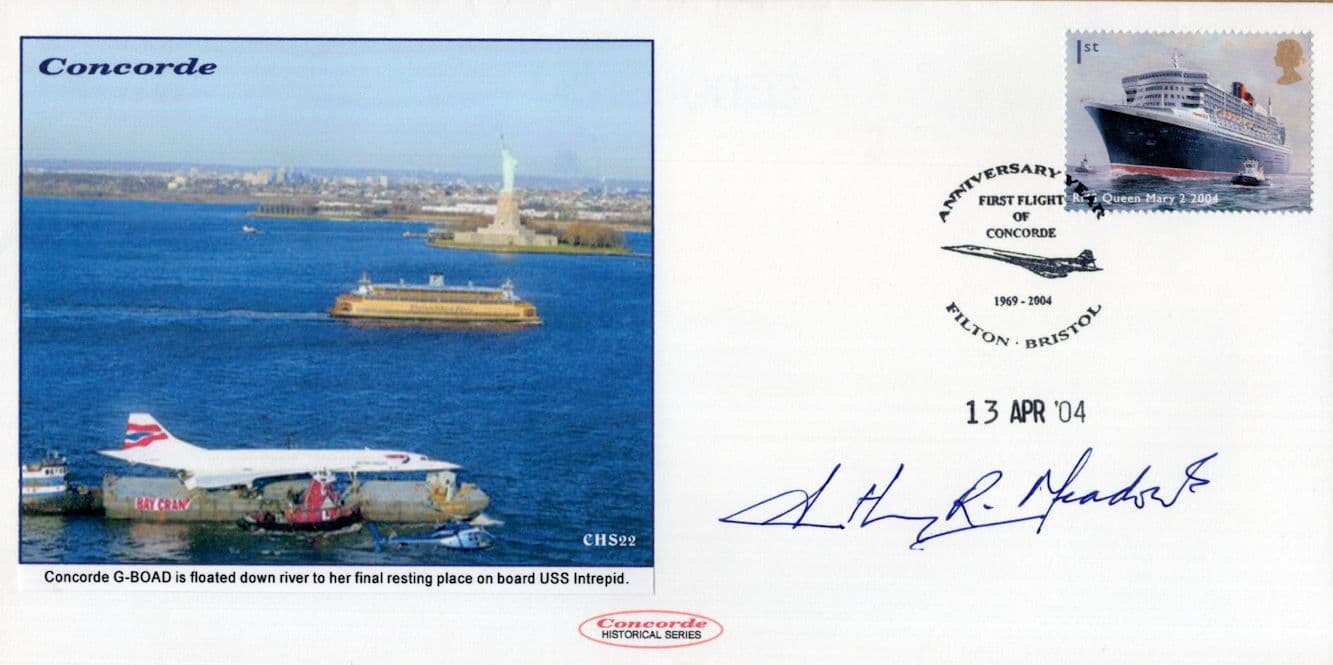 Concorde
BAY CRANE
CHS22
Concorde G-BOAD is floated down river to her final resting place on board USS Intrepid.
Concorde
HISTORICAL SERIES
1st
RMS Queen Mary 2 2004
ANNIVERSARY YEAR
FIRST FLIGHT
OF
CONCORDE
1969 - 2004
FILTON · BRISTOL
13 APR '04
R. Meadows